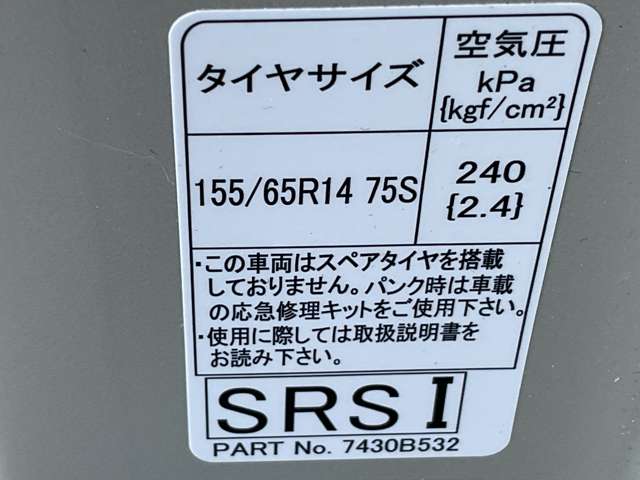 タイヤサイズ
空気圧
kPa
{kgf/cm²}
155/65R14 75S
240
{2.4}
・この車両はスペアタイヤを搭載
しておりません。パンク時は車載
の応急修理キットをご使用下さい。
・使用に際しては取扱説明書を
お読み下さい。
SRS I
PART No. 7430B532